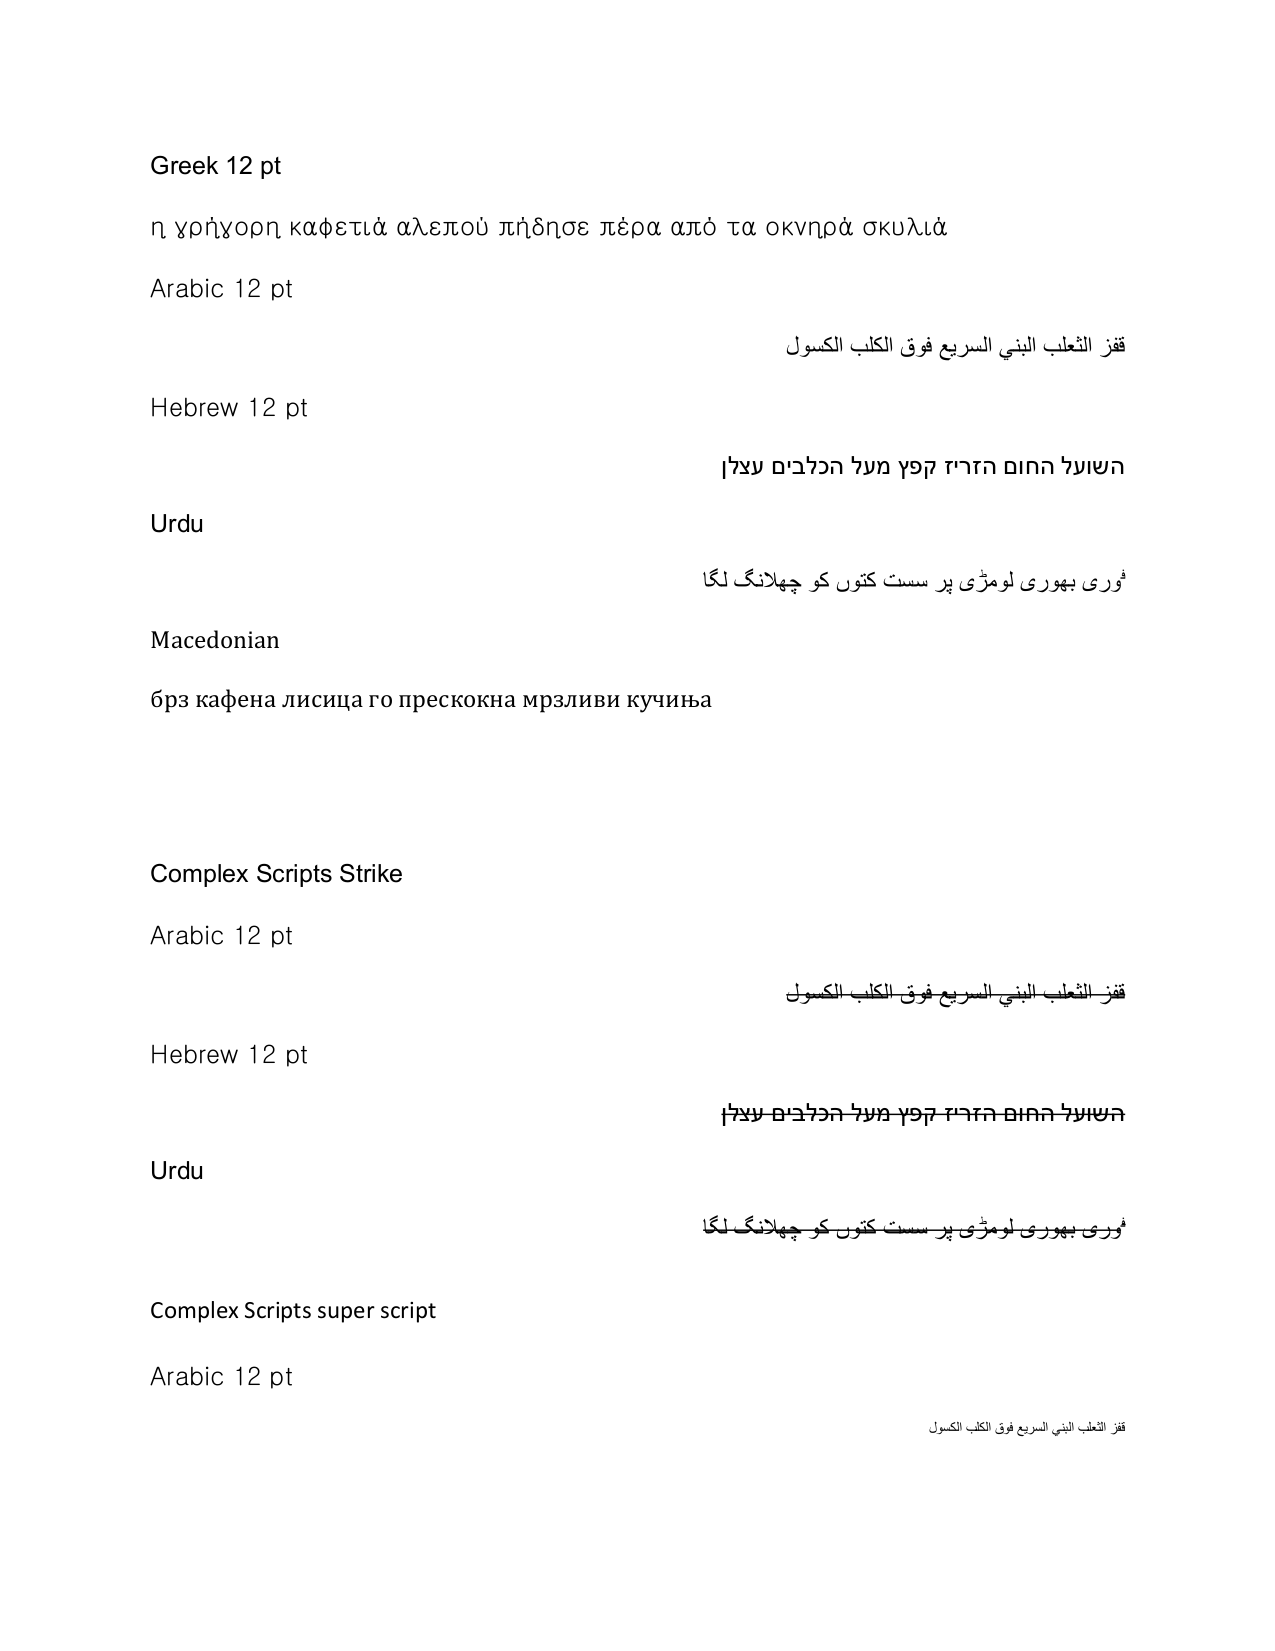 Greek 12 pt
η γρήγορη καφετιά αλεπού πήδησε πέρα από τα οκνηρά σκυλιά
Arabic 12 pt
قفز الثعلب البني السريع فوق الكلب الكسول
Hebrew 12 pt
השועל החום הזריז קפץ מעל הכלבים עצלן
Urdu
فوری بھوری لومڑی پر سست کتوں کو چھلانگ لگا
Macedonian
брз кафена лисица го прескокна мрзливи кучиња
Complex Scripts Strike
Arabic 12 pt
قفز الثعلب البني السريع فوق الكلب الكسول
Hebrew 12 pt
השועל החום הזריז קפץ מעל הכלבים עצלן
Urdu
فوری بھوری لومڑی پر سست کتوں کو چھلانگ لگا
Complex Scripts super script
Arabic 12 pt
قفز الثعلب البني السريع فوق الكلب الكسول